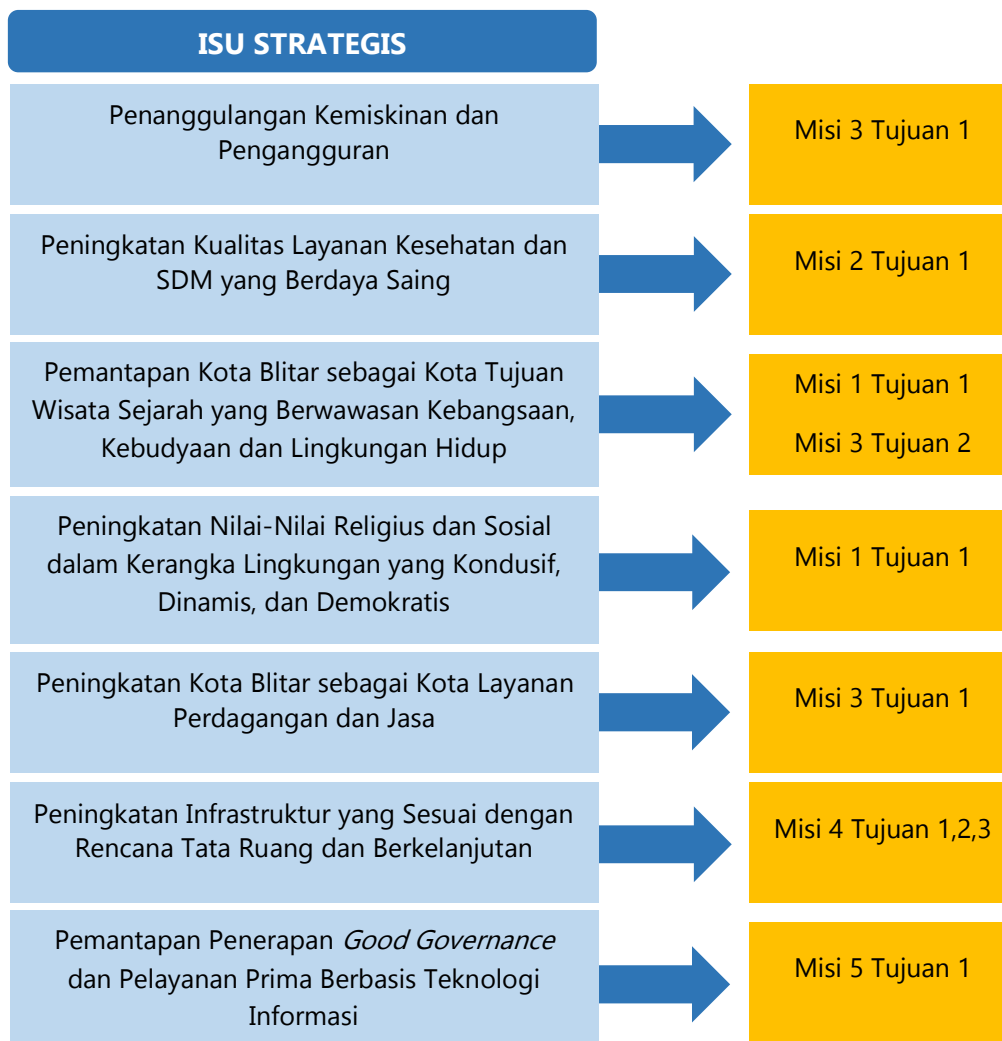 ISU STRATEGIS
Penanggulangan Kemiskinan dan
Pengangguran
Misi 3 Tujuan 1
Peningkatan Kualitas Layanan Kesehatan dan
SDM yang Berdaya Saing
Misi 2 Tujuan 1
Pemantapan Kota Blitar sebagai Kota Tujuan
Wisata Sejarah yang Berwawasan Kebangsaan,
Kebudyaan dan Lingkungan Hidup
Misi 1 Tujuan 1
Misi 3 Tujuan 2
Peningkatan Nilai-Nilai Religius dan Sosial
dalam Kerangka Lingkungan yang Kondusif,
Dinamis, dan Demokratis
Misi 1 Tujuan 1
Peningkatan Kota Blitar sebagai Kota Layanan
Perdagangan dan Jasa
Misi 3 Tujuan 1
Peningkatan Infrastruktur yang Sesuai dengan
Rencana Tata Ruang dan Berkelanjutan
Misi 4 Tujuan 1,2,3
Pemantapan Penerapan Good Governance
dan Pelayanan Prima Berbasis Teknologi
Informasi
Misi 5 Tujuan 1